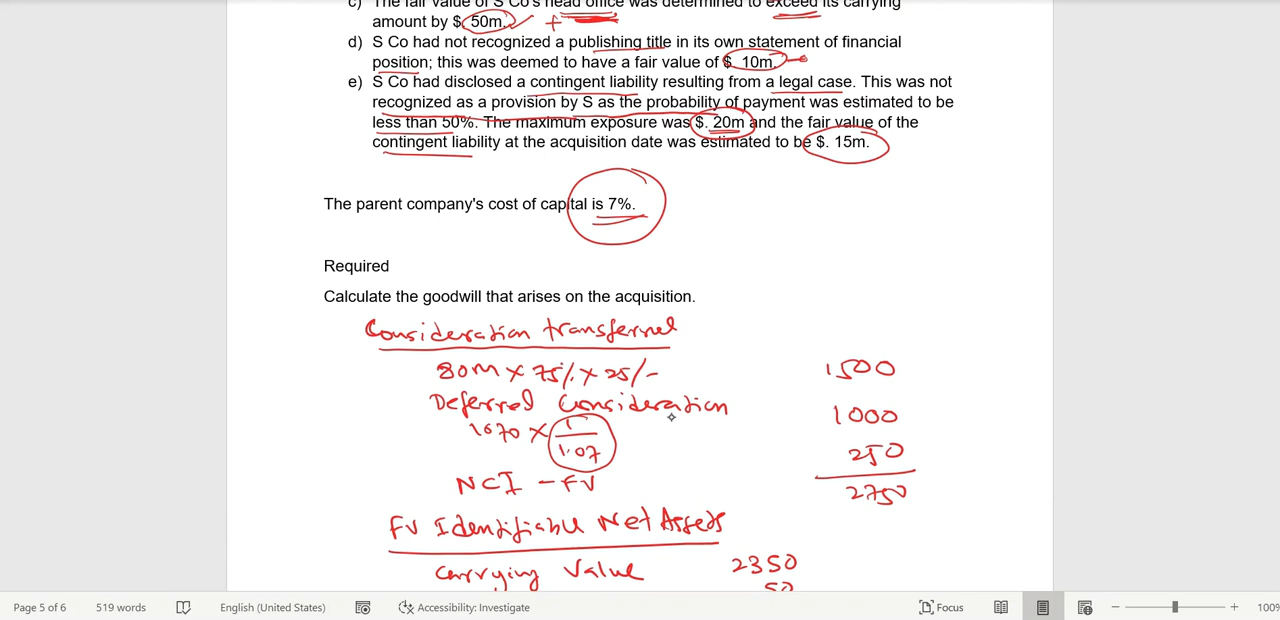 c) The fair value of S Co's head office was determined to exceed its carrying
amount by $. 50m. +
d) S Co had not recognized a publishing title in its own statement of financial
position; this was deemed to have a fair value of $. 10m.
e) S Co had disclosed a contingent liability resulting from a legal case. This was not
recognized as a provision by S as the probability of payment was estimated to be
less than 50%. The maximum exposure was $. 20m and the fair value of the
contingent liability at the acquisition date was estimated to be $. 15m.
The parent company's cost of capital is 7%.
Required
Calculate the goodwill that arises on the acquisition.
Consideration transferred
80m × 75% × 25/- 1500
Deferred Consideration 1000
1070 × 1/1.07
NCI - FV 250
2750
FV Identifiable Net Assets
Carrying Value 2350
50
Page 5 of 6 519 words English (United States) Accessibility: Investigate Focus 100%